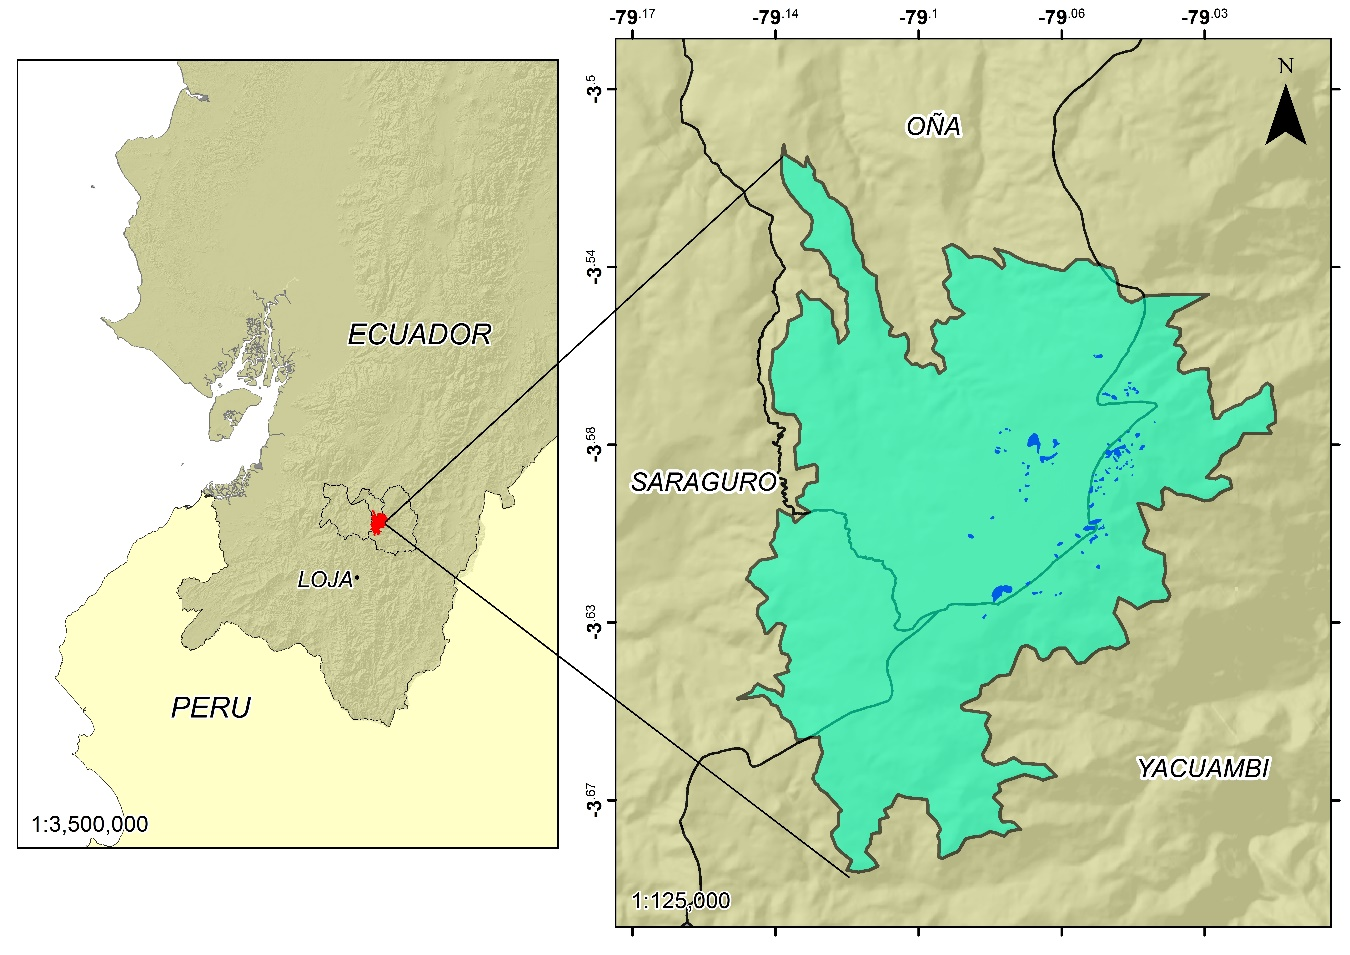 -79.17 -79.14 -79.1 -79.06 -79.03
N
-3.5
OÑA
-3.54
ECUADOR
-3.58
SARAGURO
LOJA
-3.63
PERU
YACUAMBI
-3.67
1:3,500,000
1:125,000